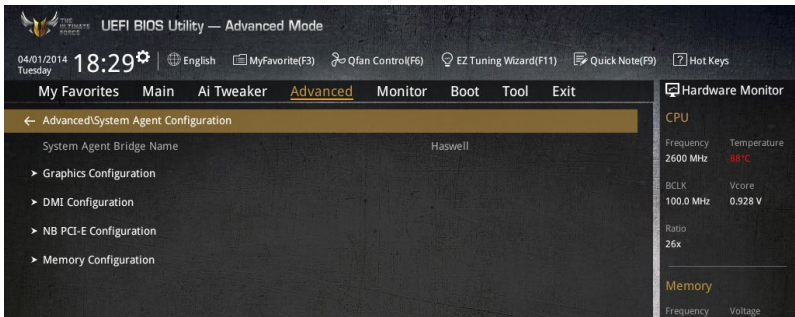 THE ULTIMATE FORCE
UEFI BIOS Utility — Advanced Mode
04/01/2014
Tuesday
18:29
English
MyFavorite(F3)
Qfan Control(F6)
EZ Tuning Wizard(F11)
Quick Note(F9)
? Hot Keys
My Favorites Main Ai Tweaker Advanced Monitor Boot Tool Exit
Hardware Monitor
← Advanced\System Agent Configuration
System Agent Bridge Name Haswell
> Graphics Configuration
> DMI Configuration
> NB PCI-E Configuration
> Memory Configuration
CPU
Frequency Temperature
2600 MHz 88°C
BCLK Vcore
100.0 MHz 0.928 V
Ratio
26x
Memory
Frequency Voltage